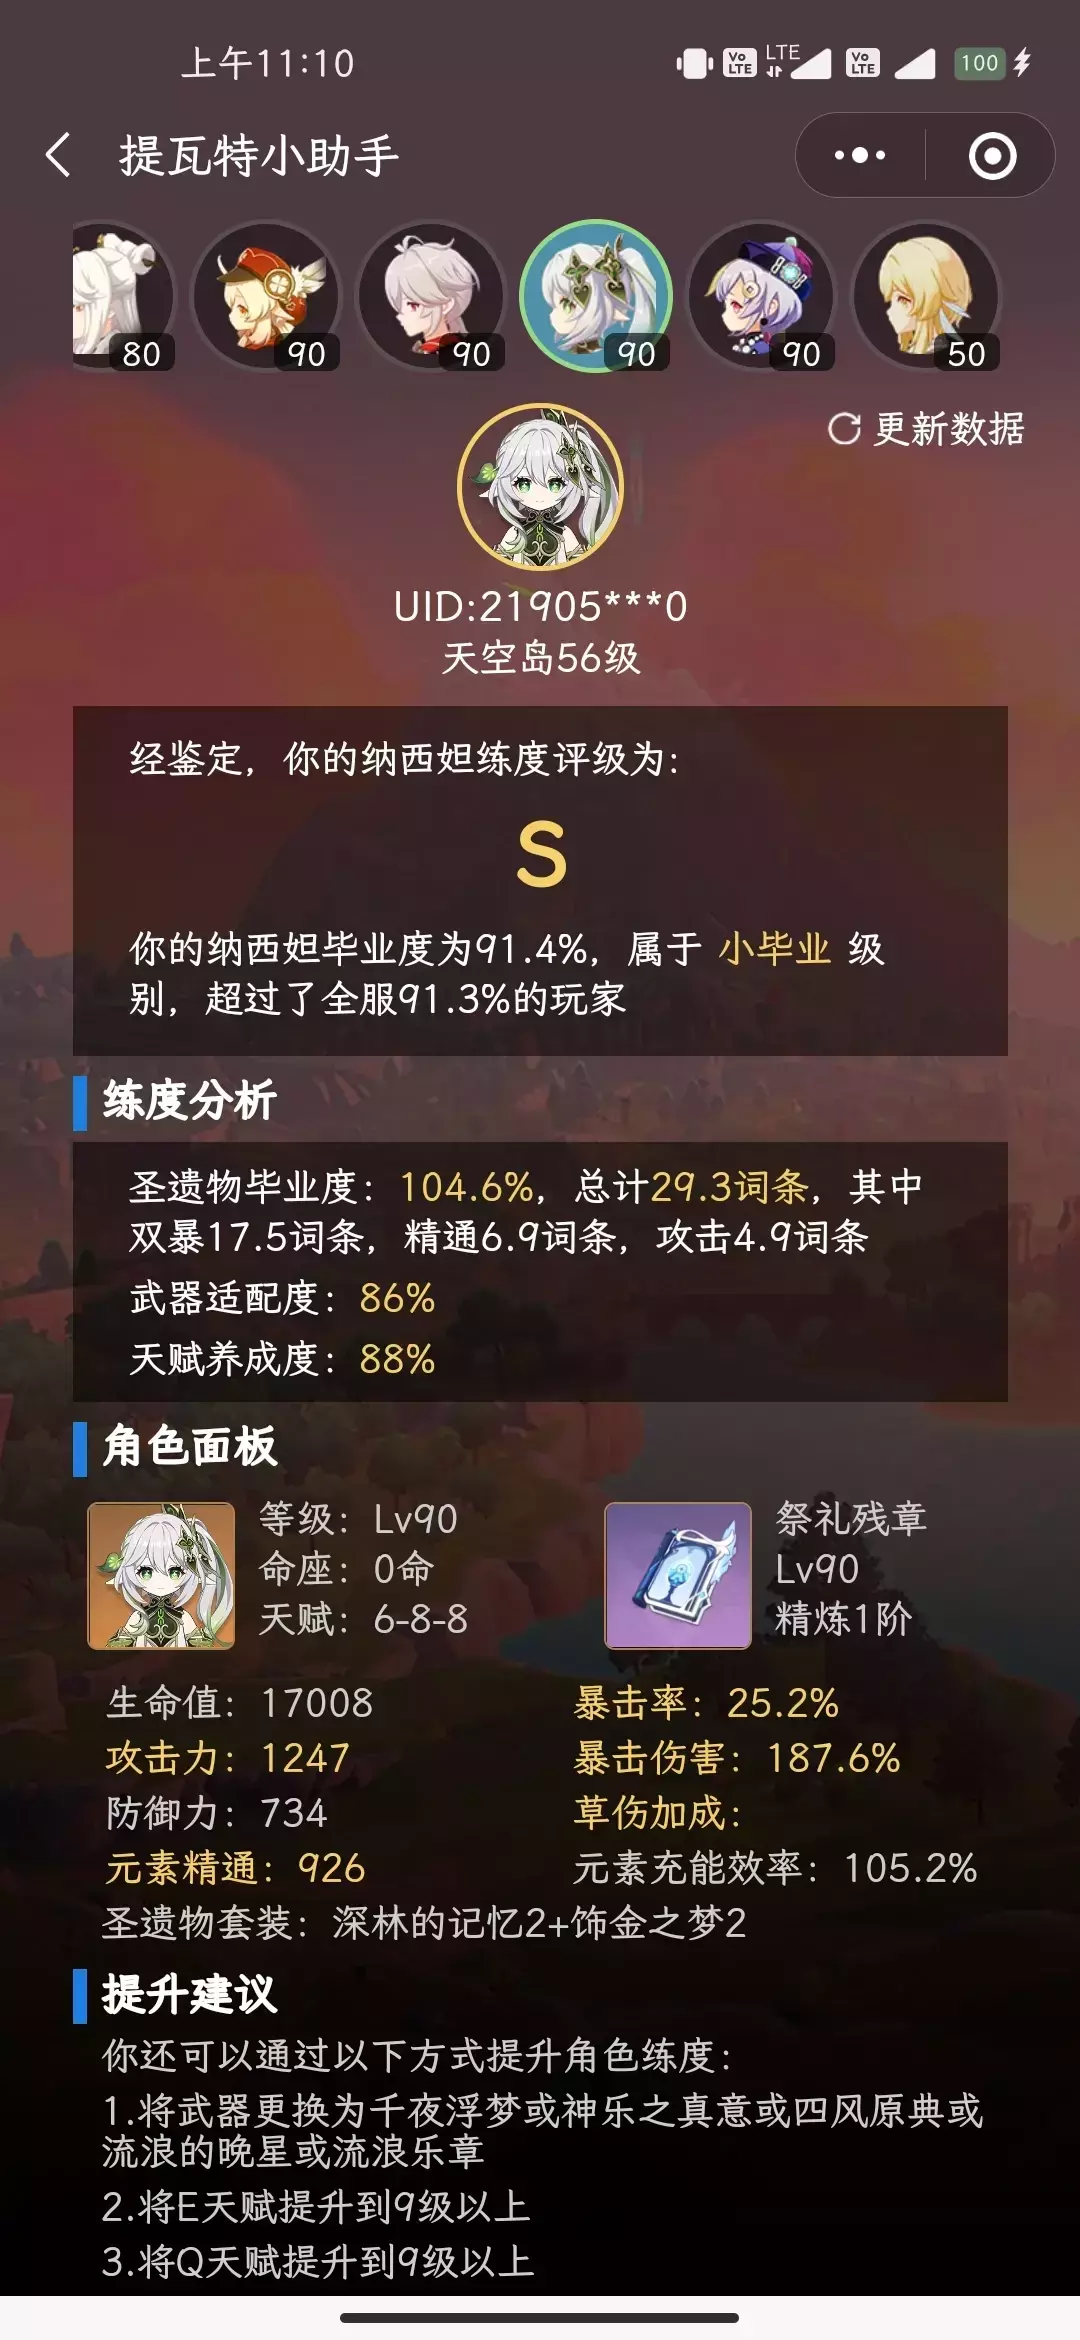 上午11:10
Vo LTE
LTE
Vo LTE
100
提瓦特小助手
80
90
90
90
90
50
更新数据
UID:21905***0
天空岛56级
经鉴定，你的纳西妲练度评级为：
S
你的纳西妲毕业度为91.4%，属于 小毕业 级
别，超过了全服91.3%的玩家
练度分析
圣遗物毕业度：104.6%，总计29.3词条，其中
双暴17.5词条，精通6.9词条，攻击4.9词条
武器适配度：86%
天赋养成度：88%
角色面板
等级：Lv90
命座：0命
天赋：6-8-8
祭礼残章
Lv90
精炼1阶
生命值：17008
暴击率：25.2%
攻击力：1247
暴击伤害：187.6%
防御力：734
草伤加成：
元素精通：926
元素充能效率：105.2%
圣遗物套装：深林的记忆2+饰金之梦2
提升建议
你还可以通过以下方式提升角色练度：
1.将武器更换为千夜浮梦或神乐之真意或四风原典或
流浪的晚星或流浪乐章
2.将E天赋提升到9级以上
3.将Q天赋提升到9级以上